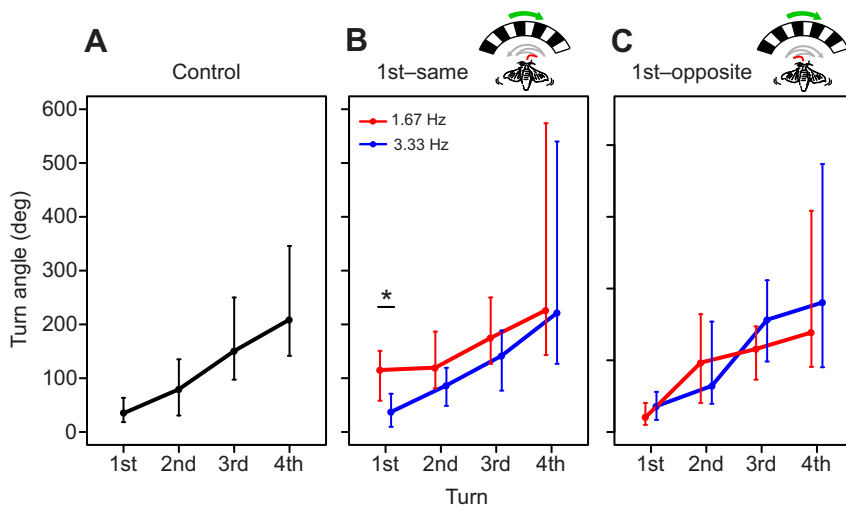 A
Control
B
1st–same
C
1st–opposite
Turn angle (deg)
600
500
400
300
200
100
0
1.67 Hz
3.33 Hz
*
1st 2nd 3rd 4th
1st 2nd 3rd 4th
1st 2nd 3rd 4th
Turn